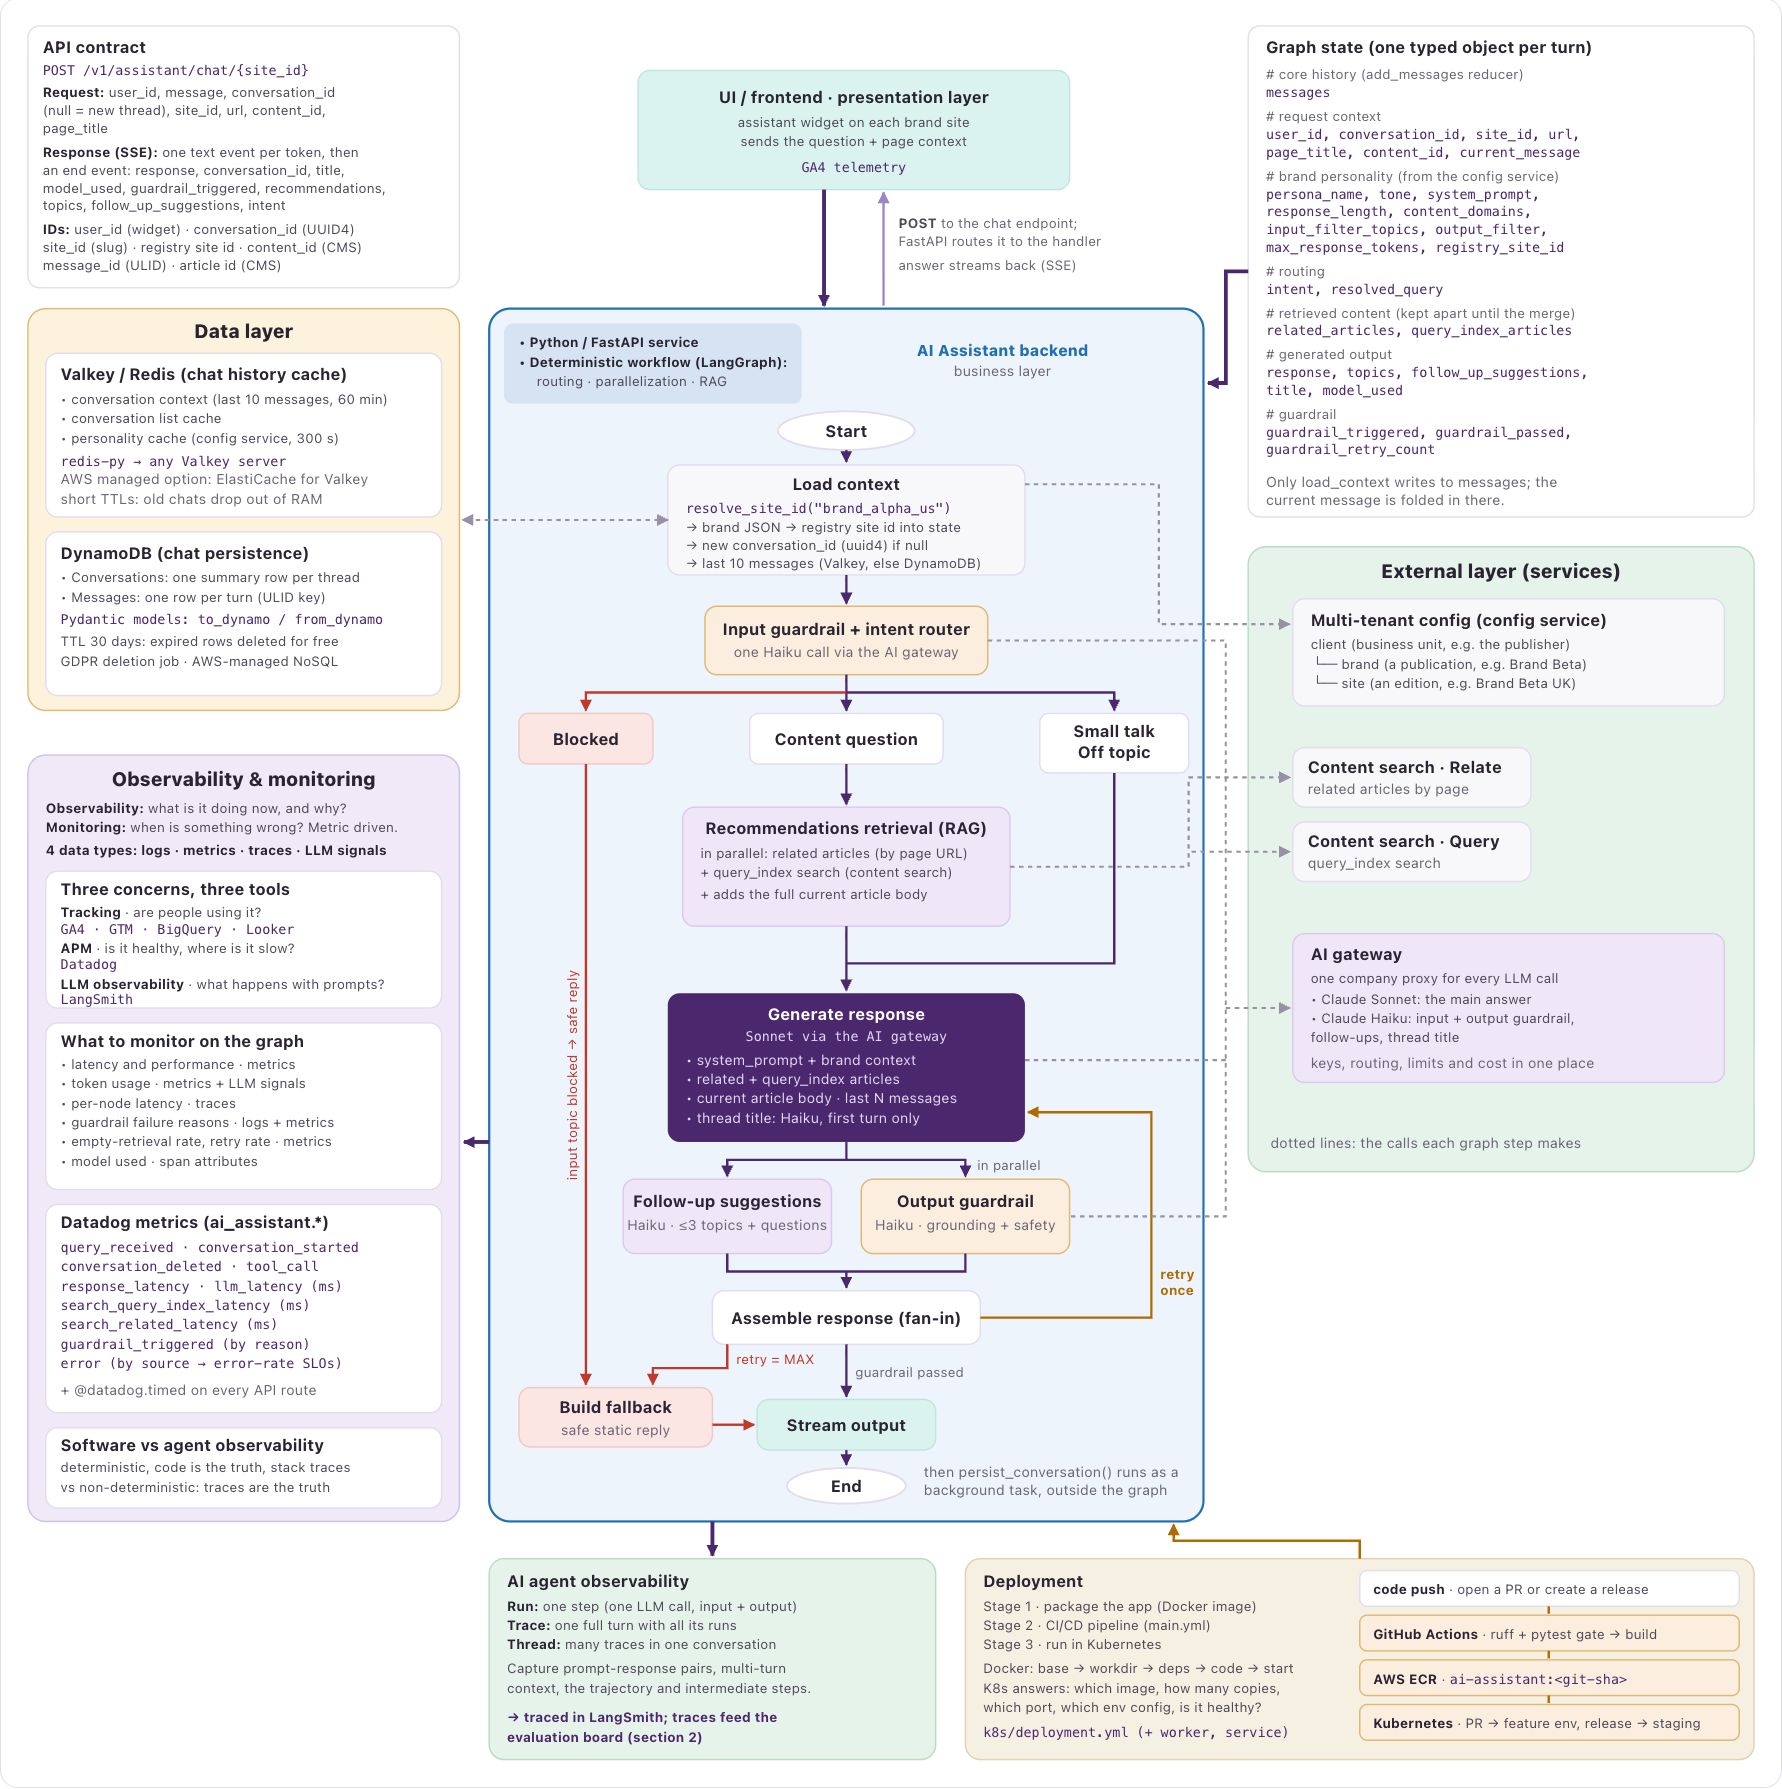 API contract
POST /v1/assistant/chat/{site_id}
Request: user_id, message, conversation_id
(null = new thread), site_id, url, content_id,
page_title
Response (SSE): one text event per token, then
an end event: response, conversation_id, title,
model_used, guardrail_triggered, recommendations,
topics, follow_up_suggestions, intent
IDs: user_id (widget) · conversation_id (UUID4)
site_id (slug) · registry site id · content_id (CMS)
message_id (ULID) · article id (CMS)
UI / frontend · presentation layer
assistant widget on each brand site
sends the question + page context
GA4 telemetry
POST to the chat endpoint;
FastAPI routes it to the handler
answer streams back (SSE)
Graph state (one typed object per turn)
# core history (add_messages reducer)
messages
# request context
user_id, conversation_id, site_id, url,
page_title, content_id, current_message
# brand personality (from the config service)
persona_name, tone, system_prompt,
response_length, content_domains,
input_filter_topics, output_filter,
max_response_tokens, registry_site_id
# routing
intent, resolved_query
# retrieved content (kept apart until the merge)
related_articles, query_index_articles
# generated output
response, topics, follow_up_suggestions,
title, model_used
# guardrail
guardrail_triggered, guardrail_passed,
guardrail_retry_count
Only load_context writes to messages; the
current message is folded in there.
Data layer
Valkey / Redis (chat history cache)
• conversation context (last 10 messages, 60 min)
• conversation list cache
• personality cache (config service, 300 s)
redis-py → any Valkey server
AWS managed option: ElastiCache for Valkey
short TTLs: old chats drop out of RAM
DynamoDB (chat persistence)
• Conversations: one summary row per thread
• Messages: one row per turn (ULID key)
Pydantic models: to_dynamo / from_dynamo
TTL 30 days: expired rows deleted for free
GDPR deletion job · AWS-managed NoSQL
Observability & monitoring
Observability: what is it doing now, and why?
Monitoring: when is something wrong? Metric driven.
4 data types: logs · metrics · traces · LLM signals
Three concerns, three tools
Tracking · are people using it?
GA4 · GTM · BigQuery · Looker
APM · is it healthy, where is it slow?
Datadog
LLM observability · what happens with prompts?
LangSmith
What to monitor on the graph
• latency and performance · metrics
• token usage · metrics + LLM signals
• per-node latency · traces
• guardrail failure reasons · logs + metrics
• empty-retrieval rate, retry rate · metrics
• model used · span attributes
Datadog metrics (ai_assistant.*)
query_received · conversation_started
conversation_deleted · tool_call
response_latency · llm_latency (ms)
search_query_index_latency (ms)
search_related_latency (ms)
guardrail_triggered (by reason)
error (by source → error-rate SLOs)
+ @datadog.timed on every API route
Software vs agent observability
deterministic, code is the truth, stack traces
vs non-deterministic: traces are the truth
• Python / FastAPI service
• Deterministic workflow (LangGraph):
routing · parallelization · RAG
AI Assistant backend
business layer
Start
Load context
resolve_site_id("brand_alpha_us")
→ brand JSON → registry site id into state
→ new conversation_id (uuid4) if null
→ last 10 messages (Valkey, else DynamoDB)
Input guardrail + intent router
one Haiku call via the AI gateway
Blocked
Content question
Small talk
Off topic
Recommendations retrieval (RAG)
in parallel: related articles (by page URL)
+ query_index search (content search)
+ adds the full current article body
input topic blocked → safe reply
Generate response
Sonnet via the AI gateway
• system_prompt + brand context
• related + query_index articles
• current article body · last N messages
• thread title: Haiku, first turn only
in parallel
Follow-up suggestions
Haiku · ≤3 topics + questions
Output guardrail
Haiku · grounding + safety
retry
once
Assemble response (fan-in)
retry = MAX
guardrail passed
Build fallback
safe static reply
Stream output
End
then persist_conversation() runs as a
background task, outside the graph
External layer (services)
Multi-tenant config (config service)
client (business unit, e.g. the publisher)
└── brand (a publication, e.g. Brand Beta)
└── site (an edition, e.g. Brand Beta UK)
Content search · Relate
related articles by page
Content search · Query
query_index search
AI gateway
one company proxy for every LLM call
• Claude Sonnet: the main answer
• Claude Haiku: input + output guardrail,
follow-ups, thread title
keys, routing, limits and cost in one place
dotted lines: the calls each graph step makes
AI agent observability
Run: one step (one LLM call, input + output)
Trace: one full turn with all its runs
Thread: many traces in one conversation
Capture prompt-response pairs, multi-turn
context, the trajectory and intermediate steps.
→ traced in LangSmith; traces feed the
evaluation board (section 2)
Deployment
Stage 1 · package the app (Docker image)
Stage 2 · CI/CD pipeline (main.yml)
Stage 3 · run in Kubernetes
Docker: base → workdir → deps → code → start
K8s answers: which image, how many copies,
which port, which env config, is it healthy?
k8s/deployment.yml (+ worker, service)
code push · open a PR or create a release
GitHub Actions · ruff + pytest gate → build
AWS ECR · ai-assistant:<git-sha>
Kubernetes · PR → feature env, release → staging